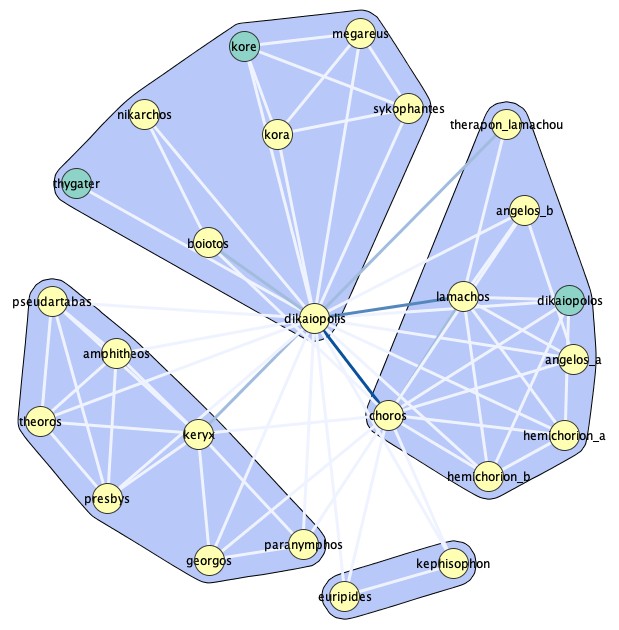 megareus
kore
sykophantes
nikarchos
kora
therapon_lamachou
thygater
angelos_b
boiotos
lamachos
dikaiopolos
pseudartabas
dikaiopolis
amphitheos
angelos_a
choros
theoros
keryx
hemichorion_a
hemichorion_b
presbys
paranymphos
georgos
kephisophon
euripides